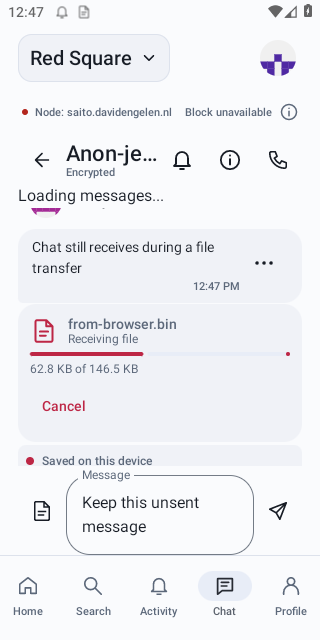 12:47
Red Square
Node: saito.davidengelen.nl Block unavailable
Anon-je...
Encrypted
Loading messages...
Chat still receives during a file
transfer
12:47 PM
from-browser.bin
Receiving file
62.8 KB of 146.5 KB
Cancel
Saved on this device
Message
Keep this unsent
message
Home Search Activity Chat Profile